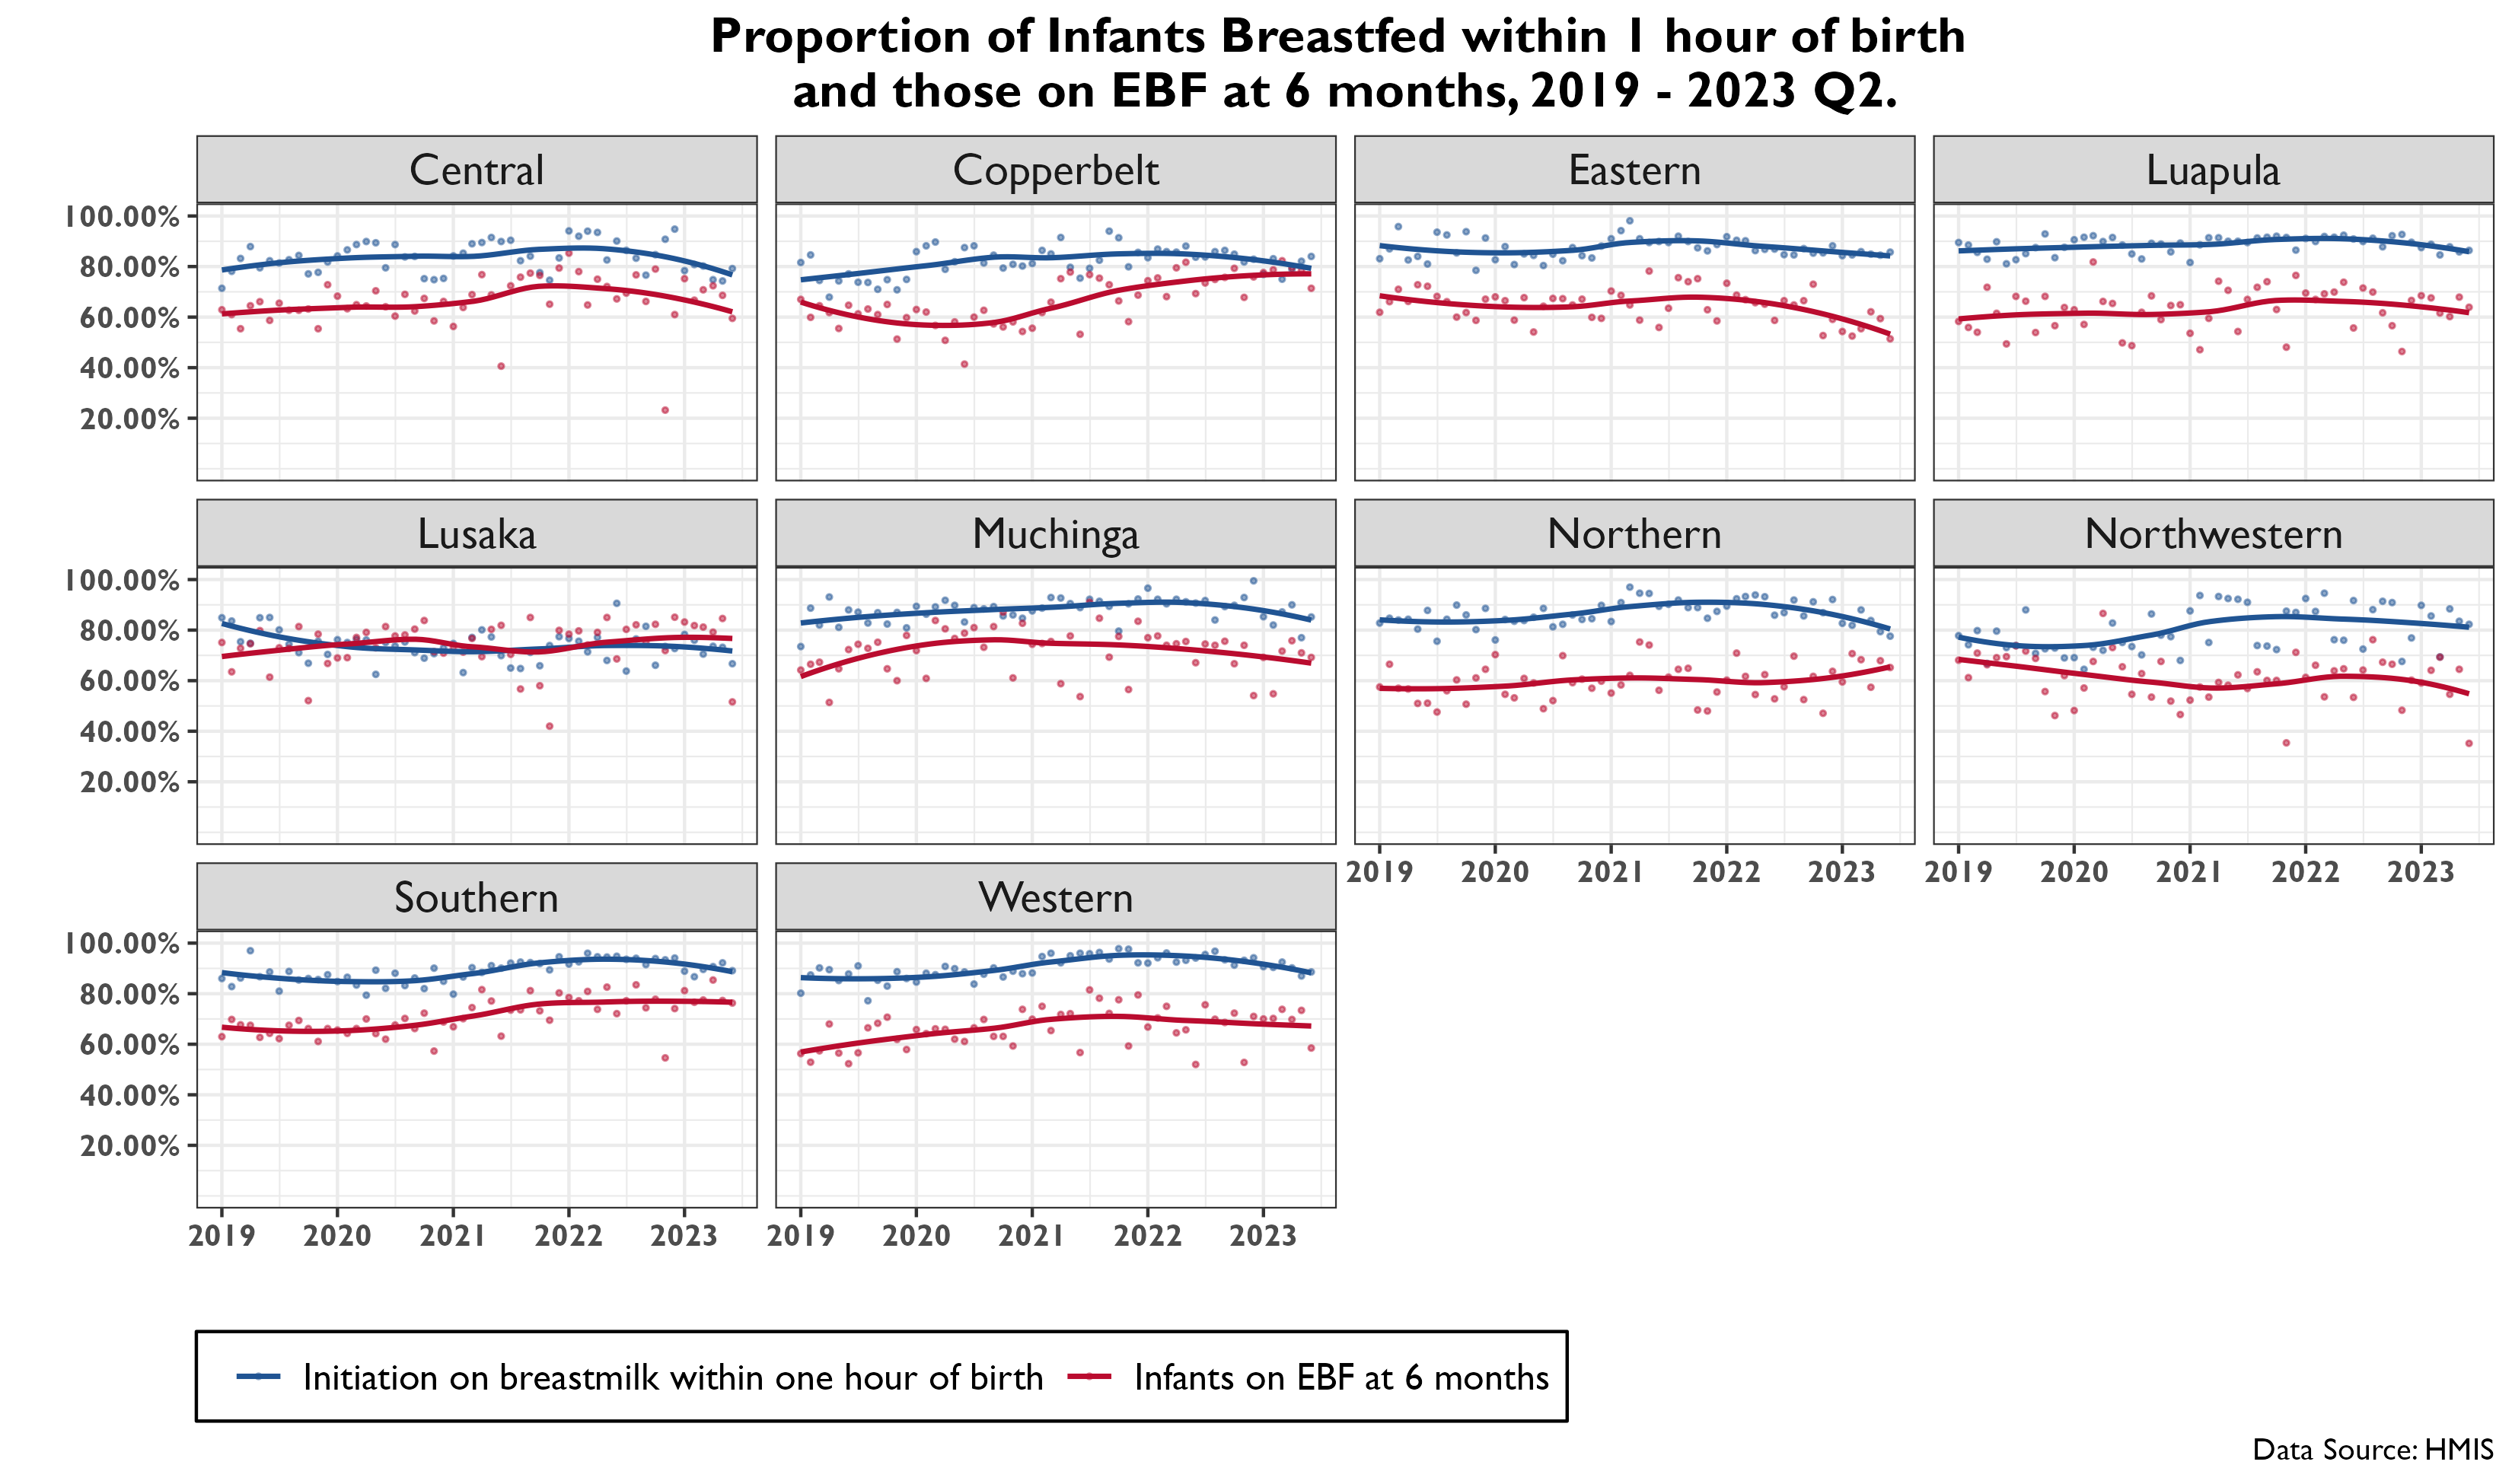 Proportion of Infants Breastfed within 1 hour of birth
and those on EBF at 6 months, 2019 - 2023 Q2.
Central
Copperbelt
Eastern
Luapula
100.00%
80.00%
60.00%
40.00%
20.00%
Lusaka
Muchinga
Northern
Northwestern
100.00%
80.00%
60.00%
40.00%
20.00%
2019 2020 2021 2022 2023
2019 2020 2021 2022 2023
Southern
Western
100.00%
80.00%
60.00%
40.00%
20.00%
2019 2020 2021 2022 2023
2019 2020 2021 2022 2023
Initiation on breastmilk within one hour of birth
Infants on EBF at 6 months
Data Source: HMIS